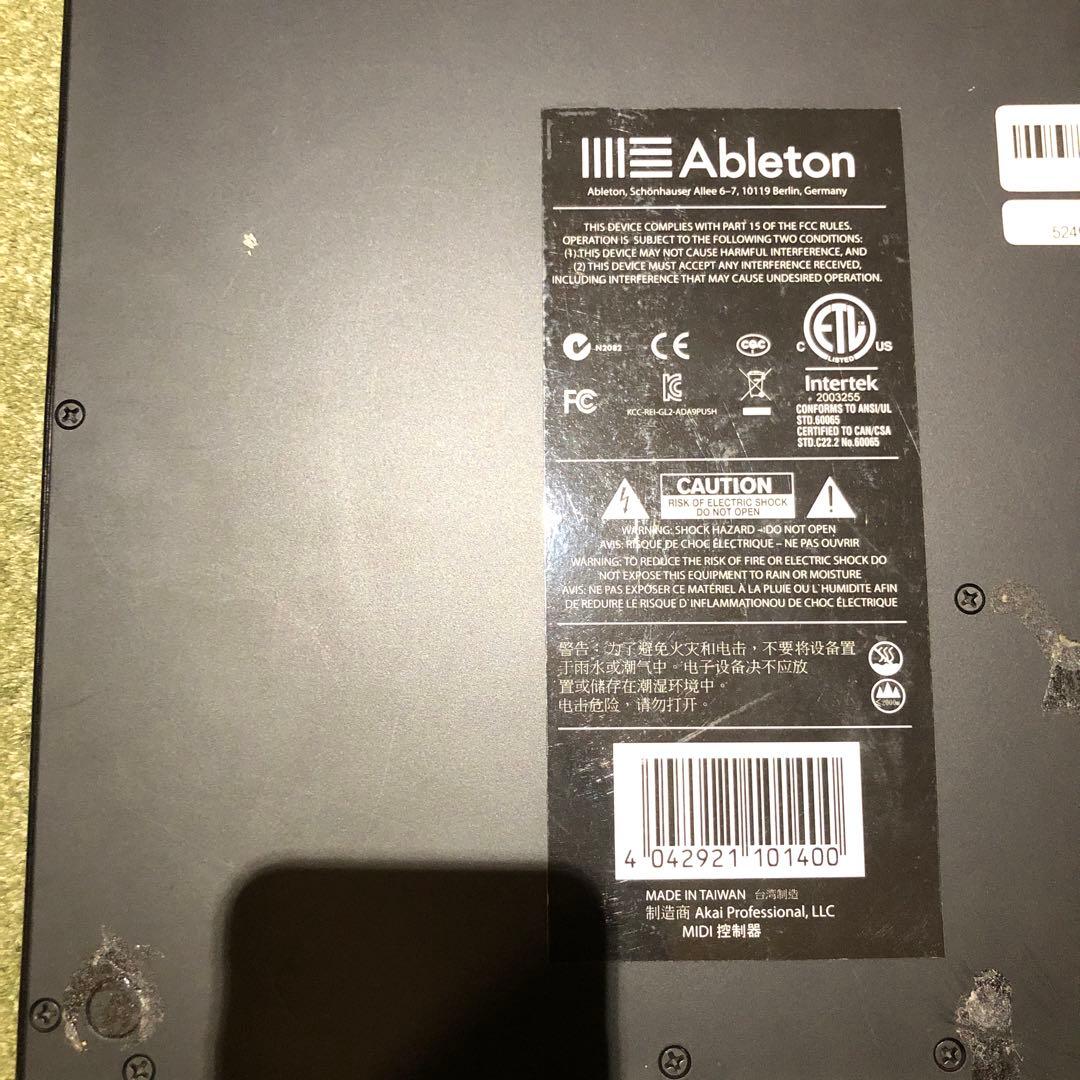 Ableton
Ableton, Schönhauser Allee 6–7, 10119 Berlin, Germany
THIS DEVICE COMPLIES WITH PART 15 OF THE FCC RULES.
OPERATION IS SUBJECT TO THE FOLLOWING TWO CONDITIONS:
(1) THIS DEVICE MAY NOT CAUSE HARMFUL INTERFERENCE, AND
(2) THIS DEVICE MUST ACCEPT ANY INTERFERENCE RECEIVED,
INCLUDING INTERFERENCE THAT MAY CAUSE UNDESIRED OPERATION.
N2082
CE
CQC
C ETL US
LISTED
FC
KCC-REI-GL2-ADA9PUSH
Intertek
2003255
CONFORMS TO ANSI/UL
STD.60065
CERTIFIED TO CAN/CSA
STD.C22.2 No.60065
CAUTION
RISK OF ELECTRIC SHOCK
DO NOT OPEN
WARNING: SHOCK HAZARD – DO NOT OPEN
AVIS: RISQUE DE CHOC ÉLECTRIQUE – NE PAS OUVRIR
WARNING: TO REDUCE THE RISK OF FIRE OR ELECTRIC SHOCK DO
NOT EXPOSE THIS EQUIPMENT TO RAIN OR MOISTURE
AVIS: NE PAS EXPOSER CE MATÉRIEL À LA PLUIE OU L`HUMIDITE AFIN
DE REDUIRE LE RISQUE D`INFLAMMATIONOU DE CHOC ÉLECTRIQUE
警告：为了避免火灾和电击，不要将设备置
于雨水或潮气中。电子设备决不应放
置或储存在潮湿环境中。
电击危险，请勿打开。
≤2000m
4 042921 101400
MADE IN TAIWAN 台湾制造
制造商 Akai Professional, LLC
MIDI 控制器